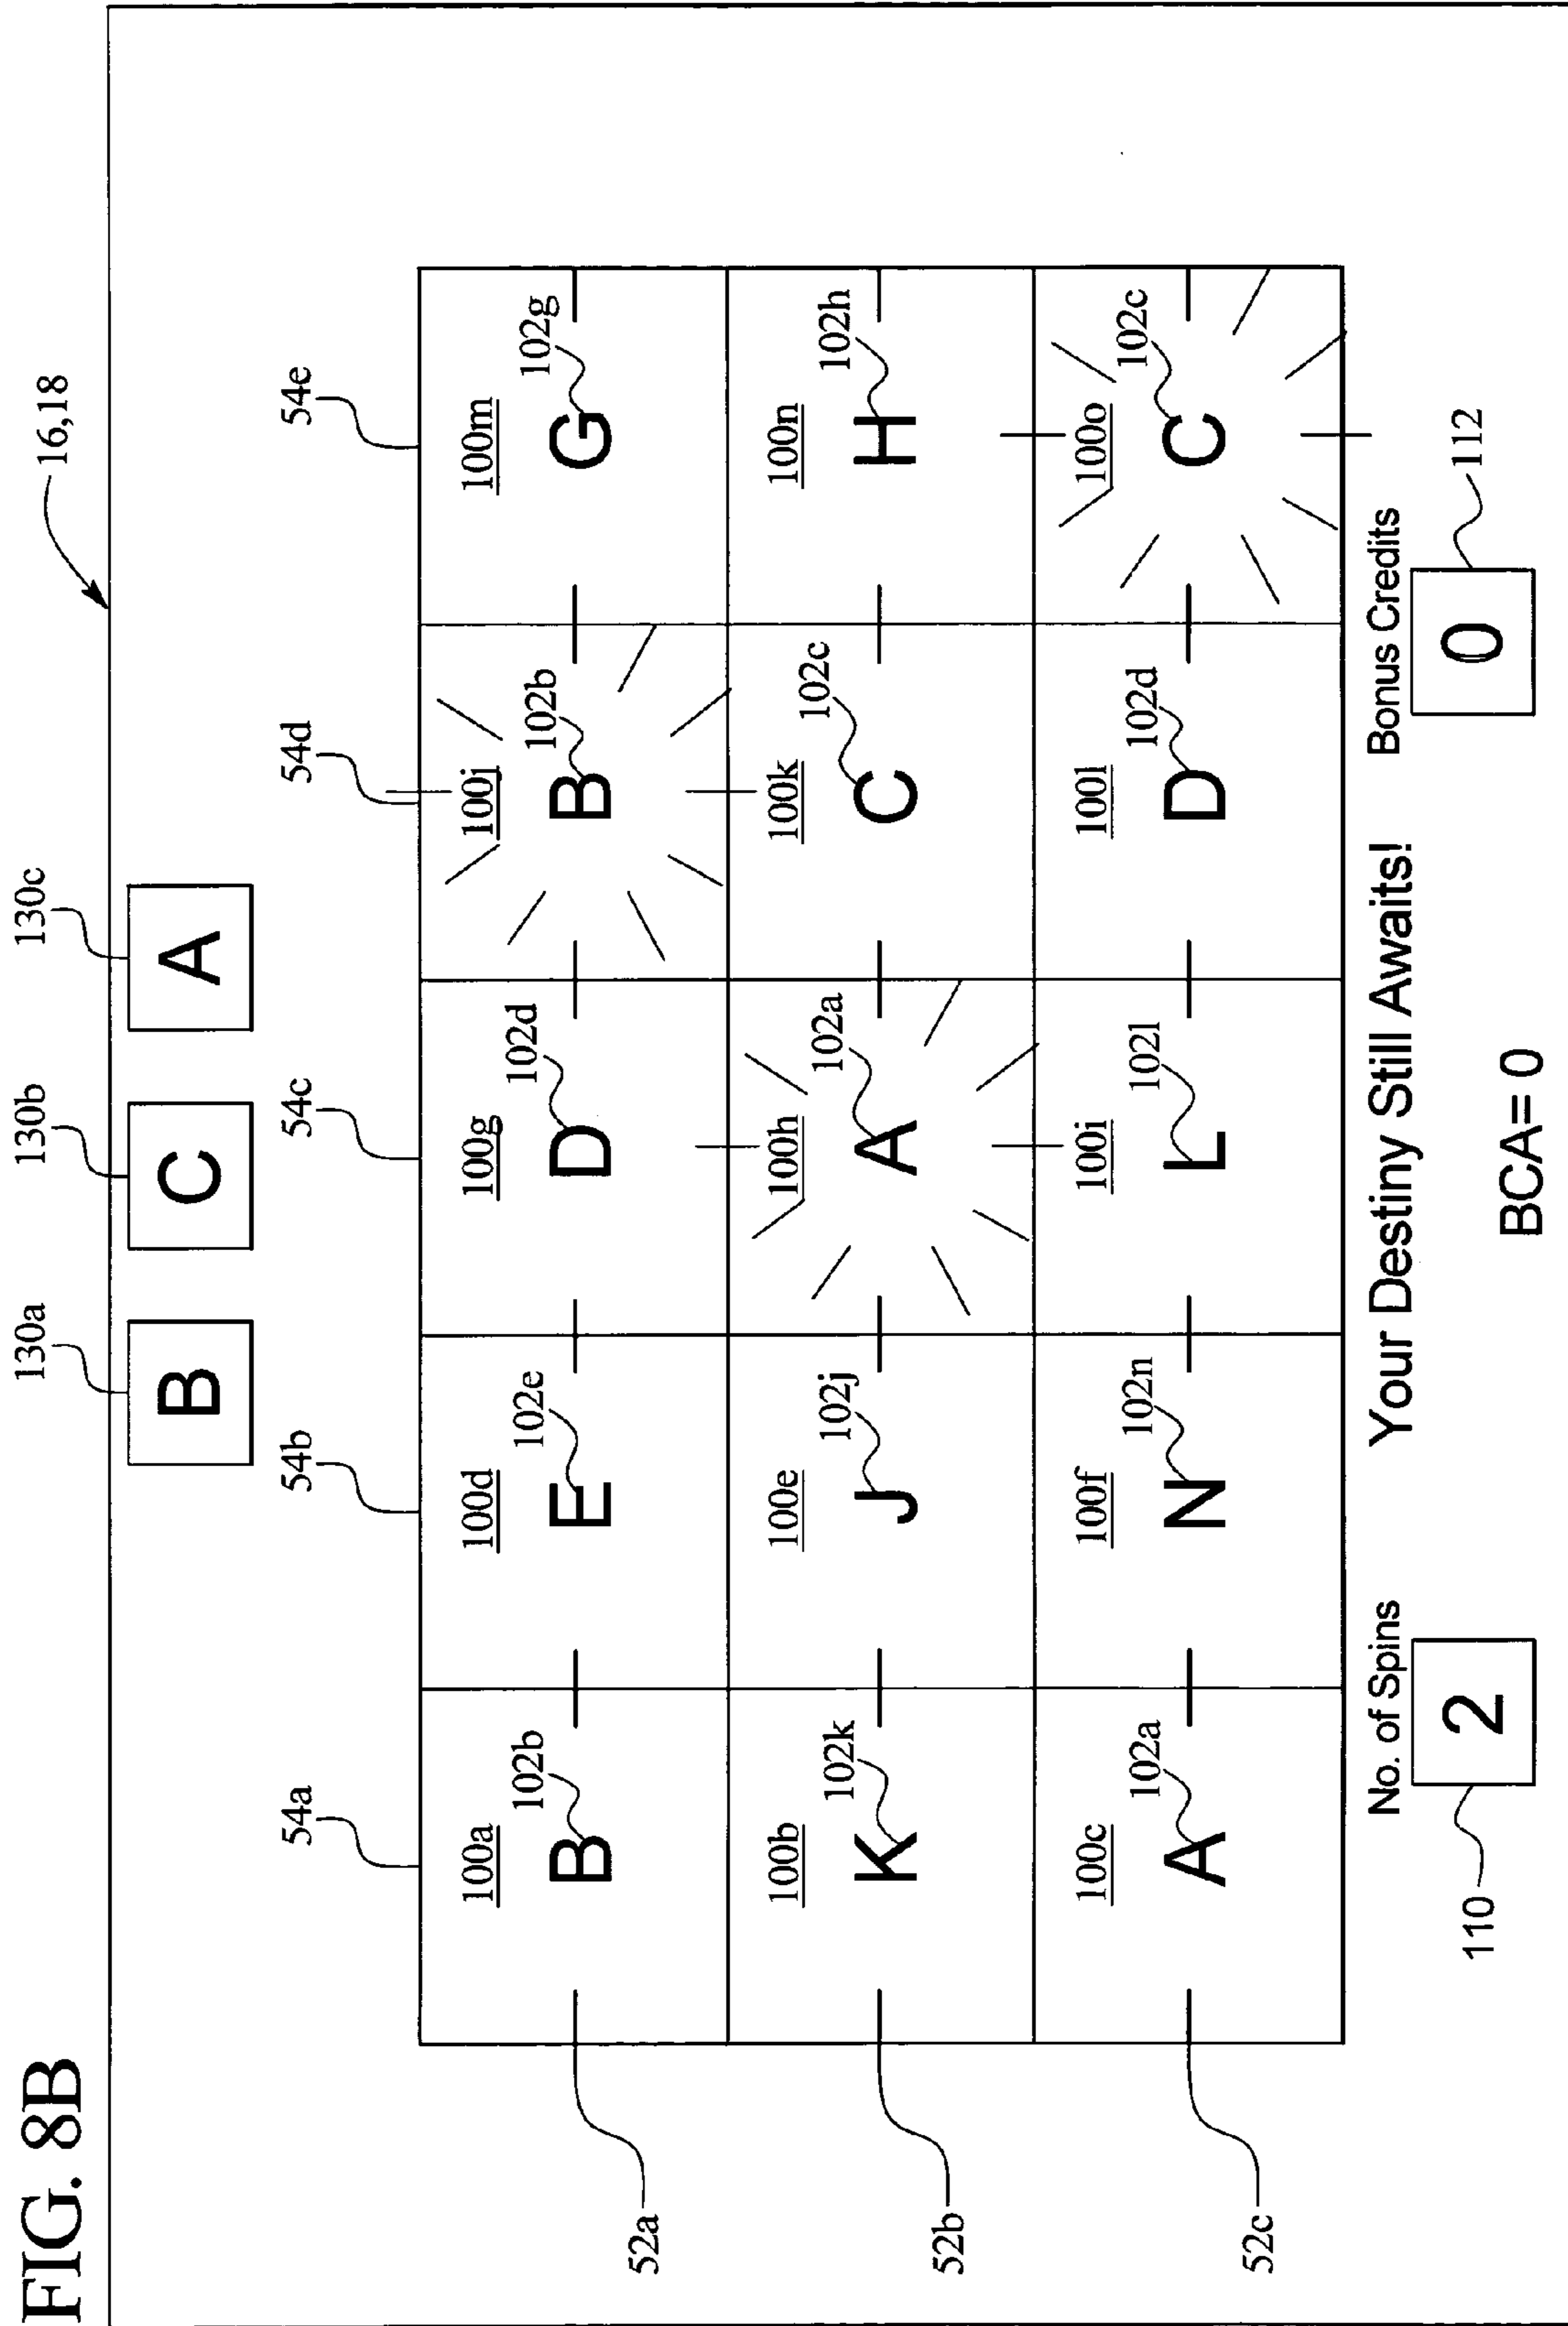 FIG. 8B
16,18
130a 130b 130c
B C A
54a 54b 54c 54d 54e
100a 100d 100g 100j 100m
102b 102e 102d 102b 102g
B E D B G
52a
100b 100e 100h 100k 100n
102k 102j 102a 102c 102h
K J A C H
52b
100c 100f 100i 100l 100o
102a 102n 102l 102d 102c
A N L D C
52c
No. of Spins Your Destiny Still Awaits! Bonus Credits
110 2 0 112
BCA= 0